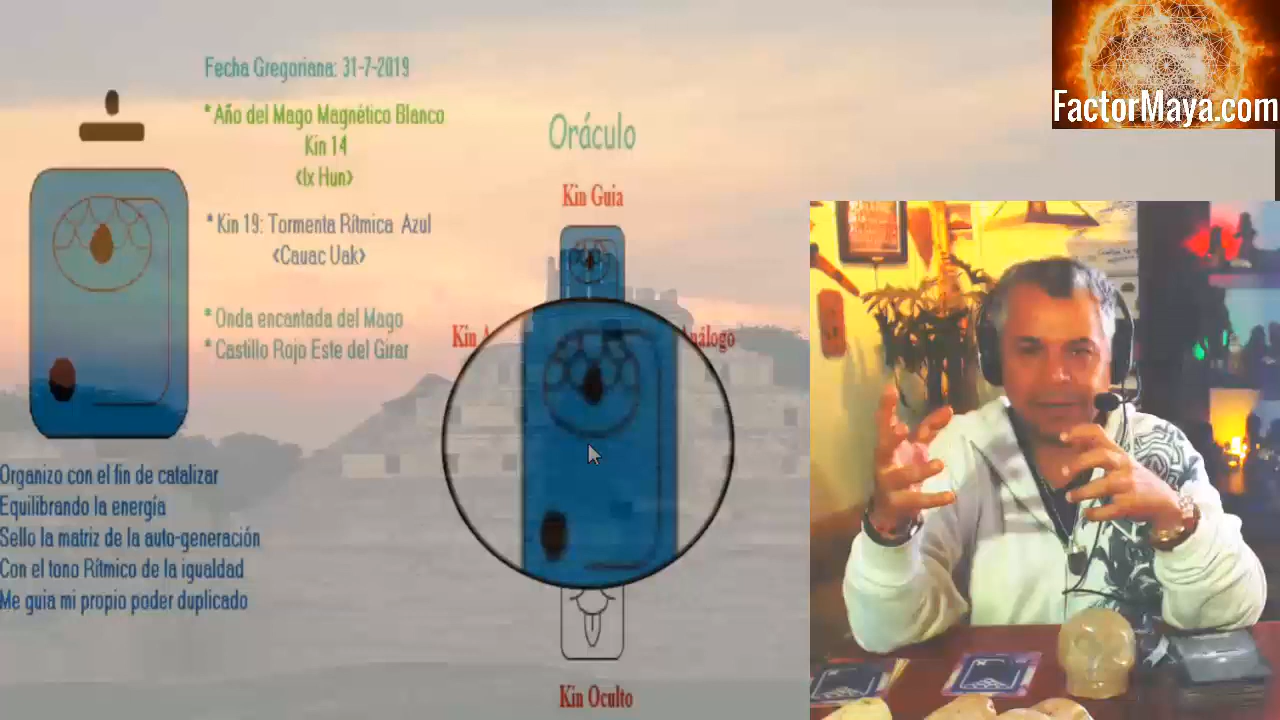 Fecha Gregoriana: 31-7-2019
* Año del Mago Magnético Blanco
Kin 14
<Ix Hun>
* Kin 19: Tormenta Rítmica Azul
<Cauac Uak>
* Onda encantada del Mago
* Castillo Rojo Este del Girar
Organizo con el fin de catalizar
Equilibrando la energía
Sello la matriz de la auto-generación
Con el tono Rítmico de la igualdad
Me guia mi propio poder duplicado
Oráculo
Kin Guia
Kin A
Análogo
Kin Oculto
FactorMaya.com